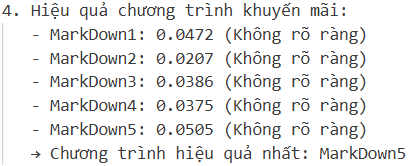 4. Hiệu quả chương trình khuyến mãi:
- MarkDown1: 0.0472 (Không rõ ràng)
- MarkDown2: 0.0207 (Không rõ ràng)
- MarkDown3: 0.0386 (Không rõ ràng)
- MarkDown4: 0.0375 (Không rõ ràng)
- MarkDown5: 0.0505 (Không rõ ràng)
→ Chương trình hiệu quả nhất: MarkDown5